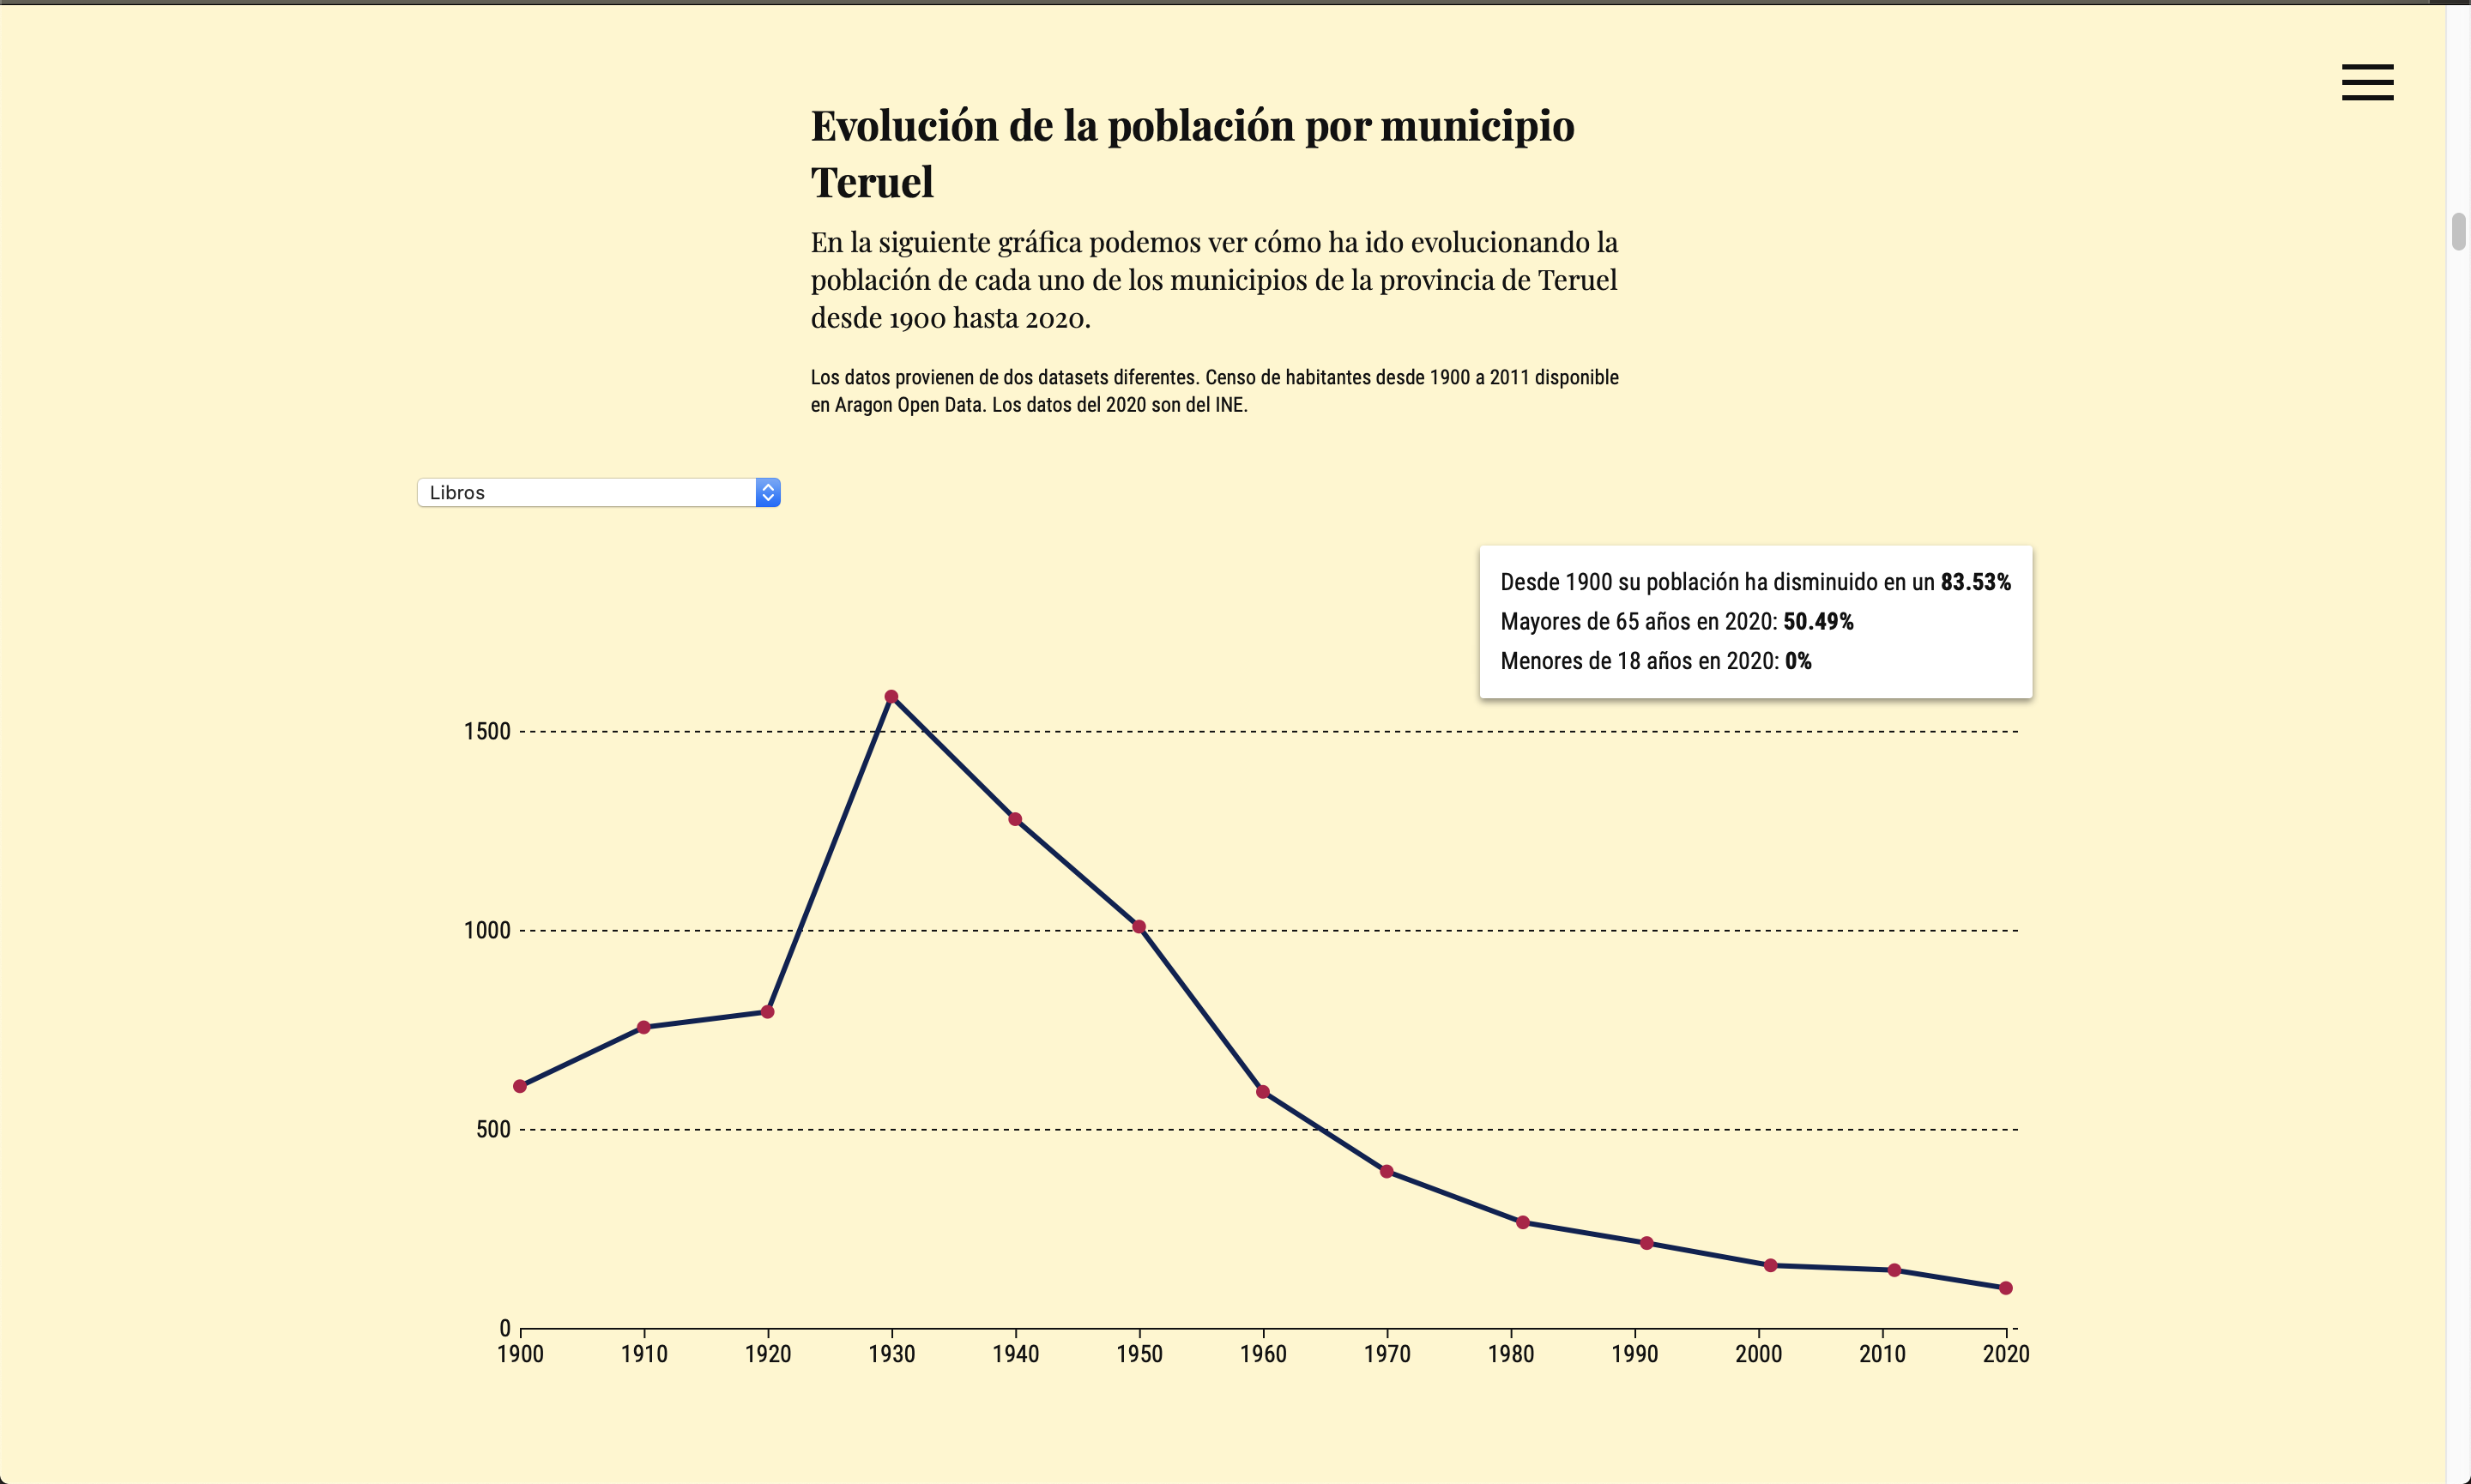 Evolución de la población por municipio
Teruel
En la siguiente gráfica podemos ver cómo ha ido evolucionando la
población de cada uno de los municipios de la provincia de Teruel
desde 1900 hasta 2020.
Los datos provienen de dos datasets diferentes. Censo de habitantes desde 1900 a 2011 disponible
en Aragon Open Data. Los datos del 2020 son del INE.
Libros
Desde 1900 su población ha disminuido en un 83.53%
Mayores de 65 años en 2020: 50.49%
Menores de 18 años en 2020: 0%
1500
1000
500
0
1900 1910 1920 1930 1940 1950 1960 1970 1980 1990 2000 2010 2020